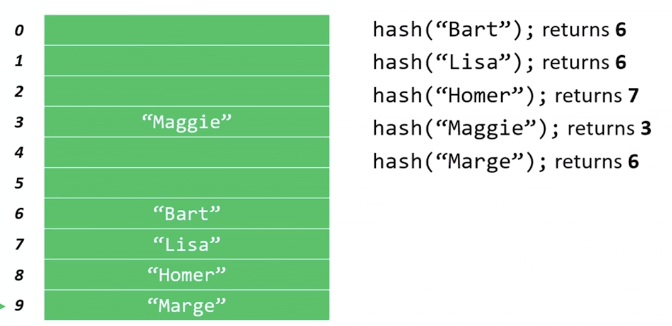 0
1
2
3 “Maggie”
4
5
6 “Bart”
7 “Lisa”
8 “Homer”
9 “Marge”
hash(“Bart”); returns 6
hash(“Lisa”); returns 6
hash(“Homer”); returns 7
hash(“Maggie”); returns 3
hash(“Marge”); returns 6